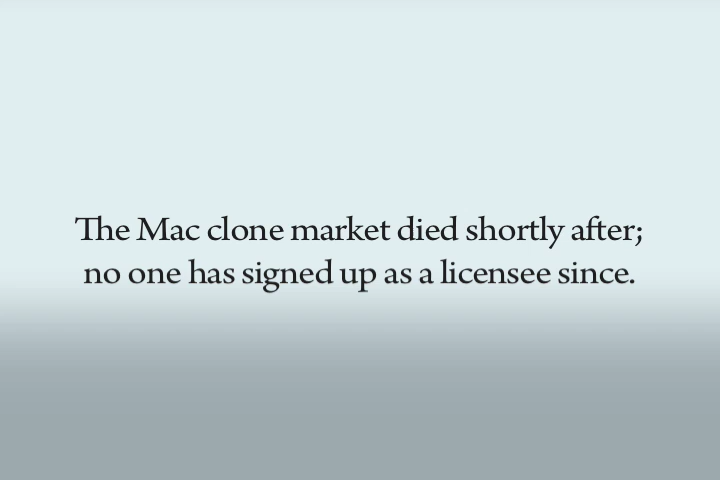 The Mac clone market died shortly after;
no one has signed up as a licensee since.